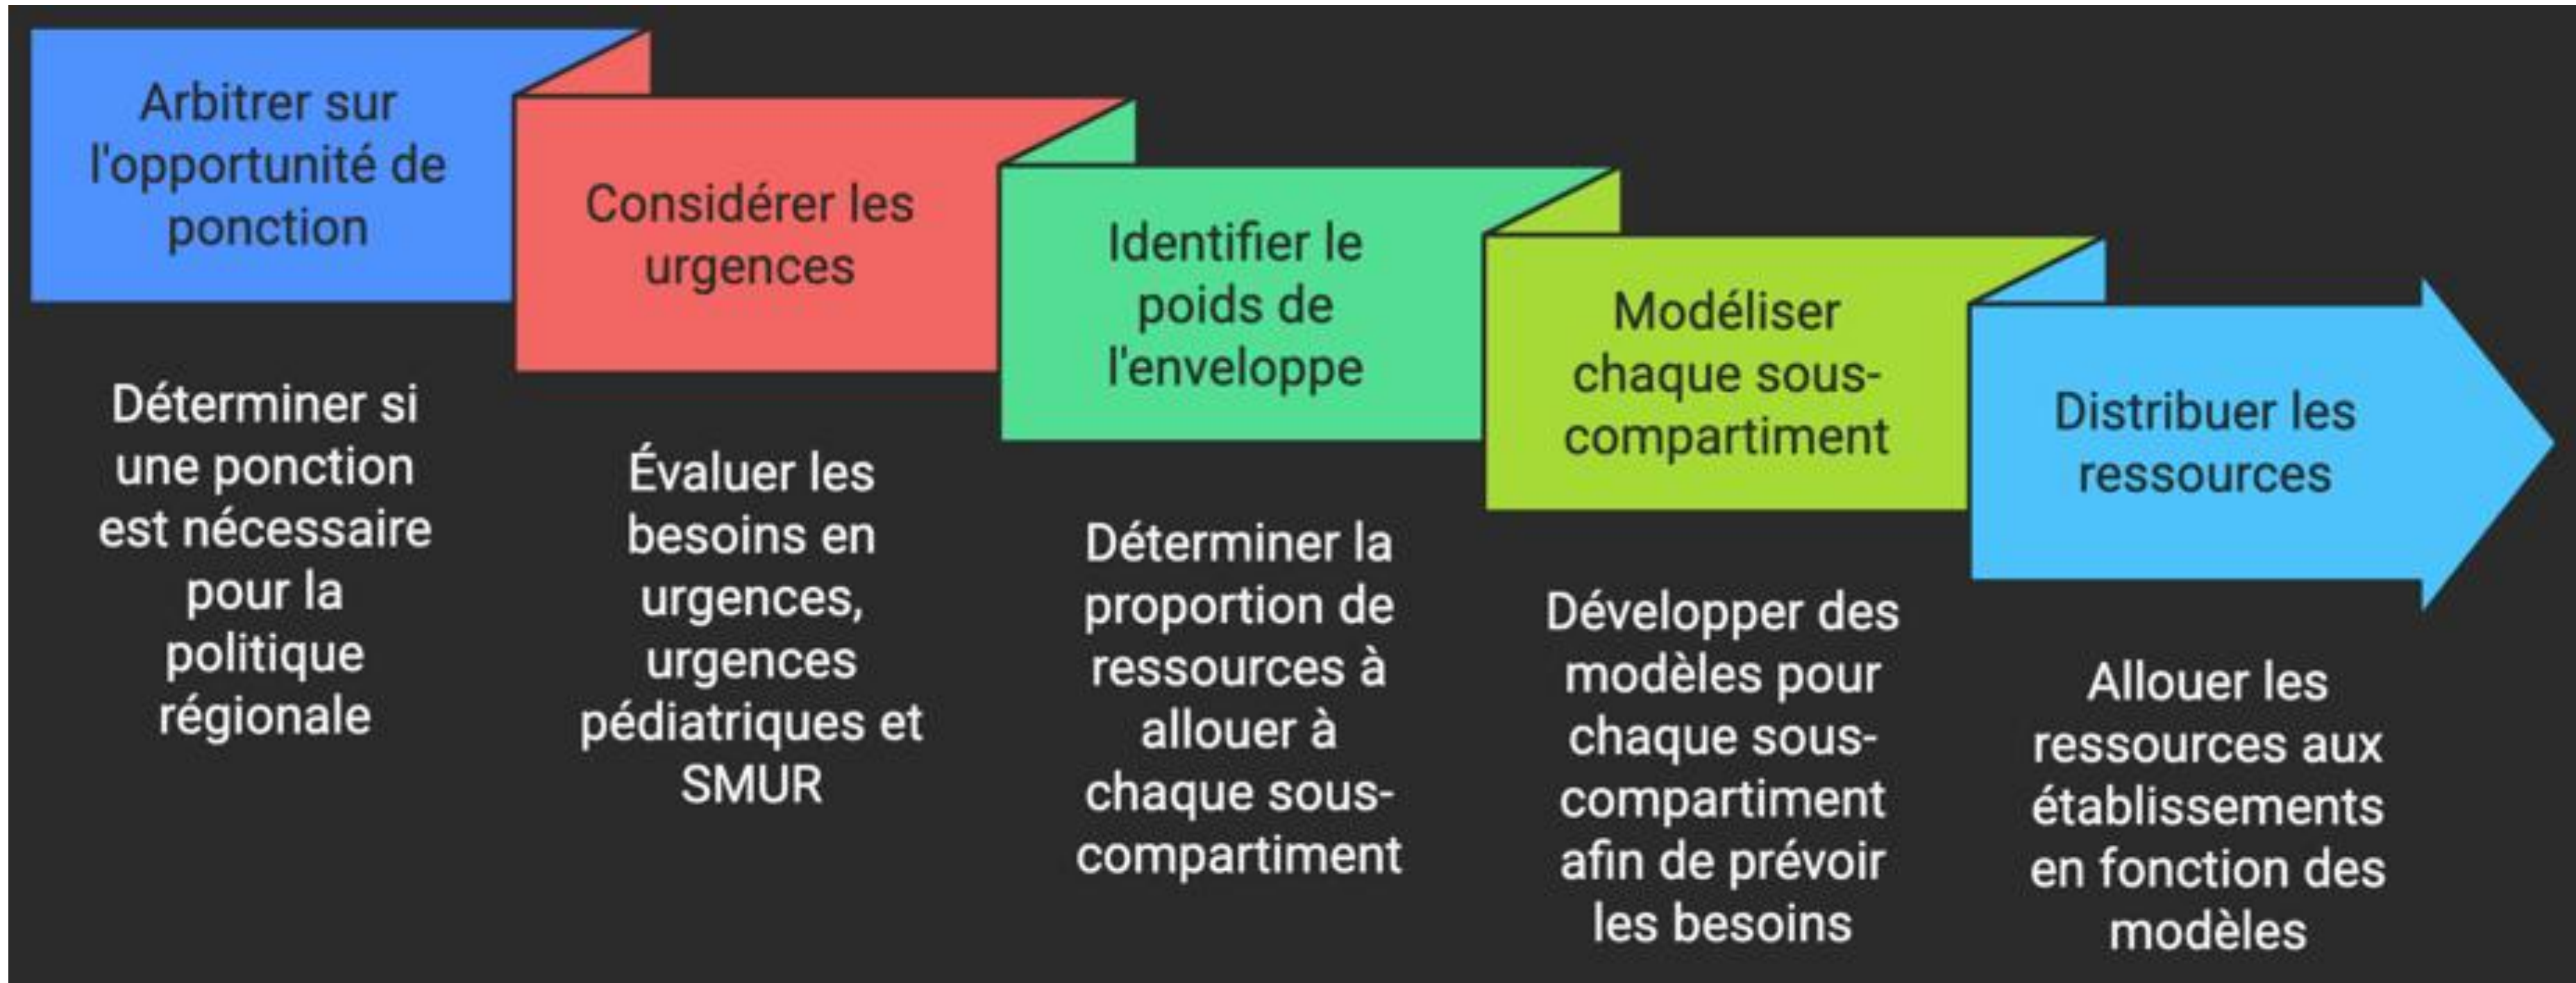 Arbitrer sur
l'opportunité de
ponction
Déterminer si
une ponction
est nécessaire
pour la
politique
régionale
Considérer les
urgences
Évaluer les
besoins en
urgences,
urgences
pédiatriques et
SMUR
Identifier le
poids de
l'enveloppe
Déterminer la
proportion de
ressources à
allouer à
chaque sous-
compartiment
Modéliser
chaque sous-
compartiment
Développer des
modèles pour
chaque sous-
compartiment
afin de prévoir
les besoins
Distribuer les
ressources
Allouer les
ressources aux
établissements
en fonction des
modèles